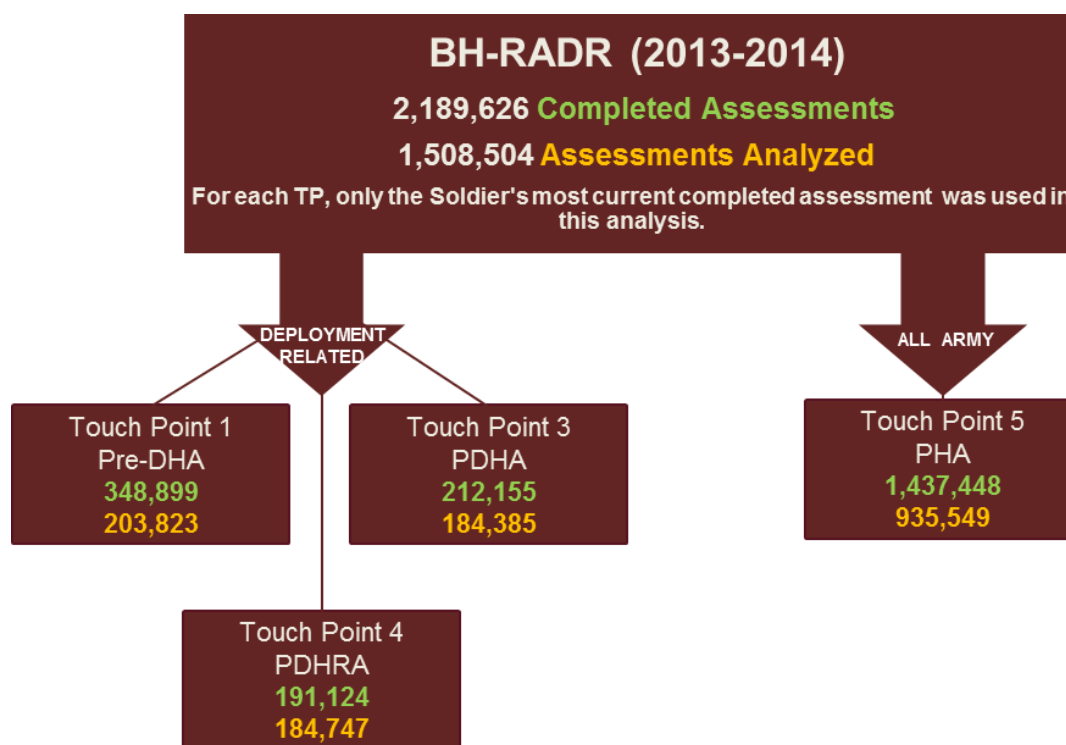 BH-RADR (2013-2014)
2,189,626 Completed Assessments
1,508,504 Assessments Analyzed
For each TP, only the Soldier's most current completed assessment was used in
this analysis.
DEPLOYMENT
RELATED
ALL ARMY
Touch Point 1
Pre-DHA
348,899
203,823
Touch Point 3
PDHA
212,155
184,385
Touch Point 5
PHA
1,437,448
935,549
Touch Point 4
PDHRA
191,124
184,747